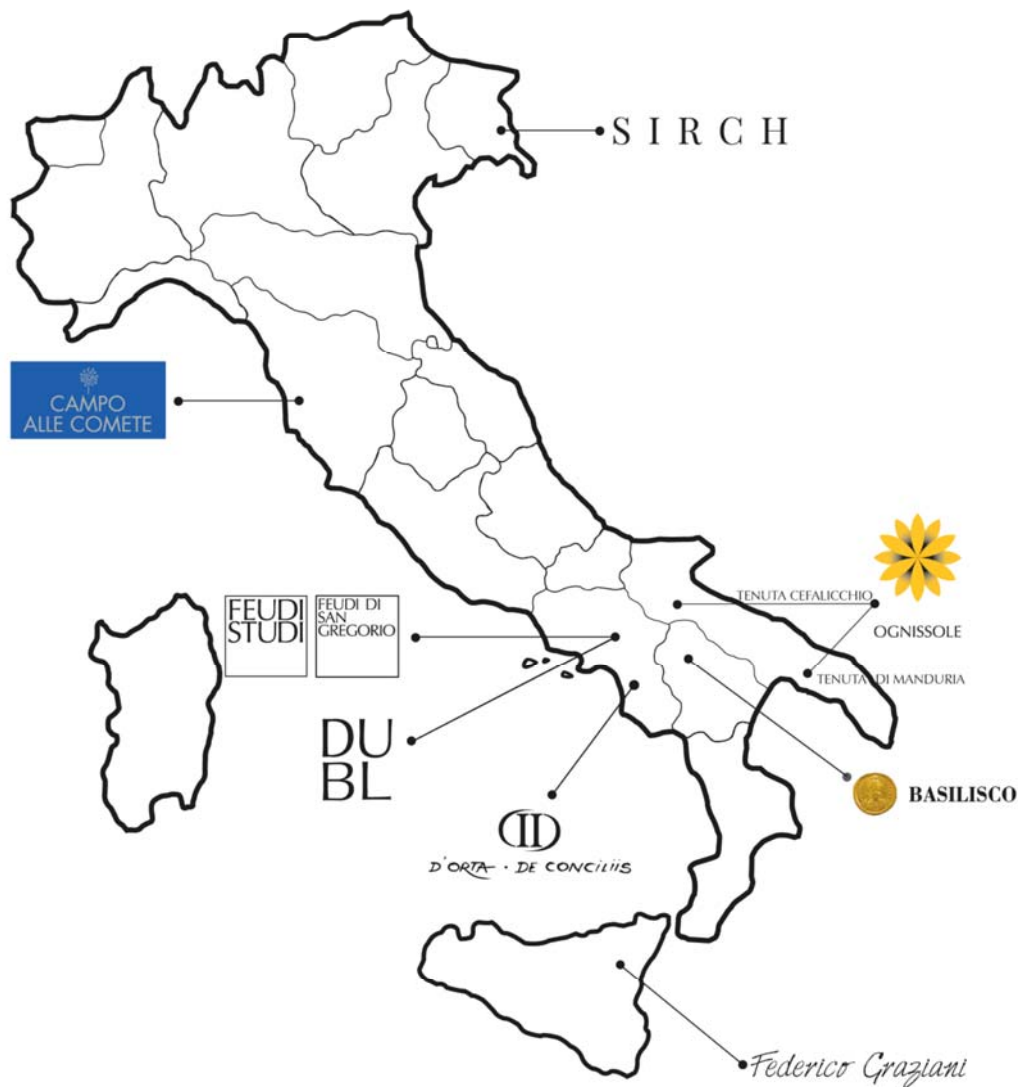 SIRCH
CAMPO
ALLE COMETE
TENUTA CEFALICCHIO
OGNISSOLE
TENUTA DI MANDURIA
FEUDI
STUDI
FEUDI DI
SAN
GREGORIO
DU
BL
BASILISCO
D'ORTA - DE CONCILIIS
Federico Graziani